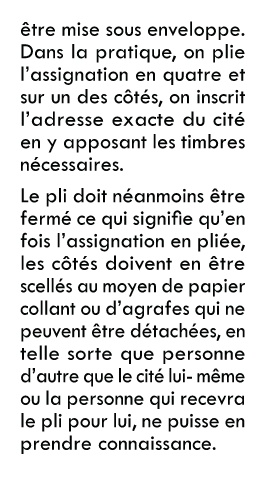 être mise sous enveloppe.
Dans la pratique, on plie
l'assignation en quatre et
sur un des côtés, on inscrit
l'adresse exacte du cité
en y apposant les timbres
nécessaires.
Le pli doit néanmoins être
fermé ce qui signifie qu'en
fois l'assignation en pliée,
les côtés doivent en être
scellés au moyen de papier
collant ou d'agrafes qui ne
peuvent être détachées, en
telle sorte que personne
d'autre que le cité lui- même
ou la personne qui recevra
le pli pour lui, ne puisse en
prendre connaissance.